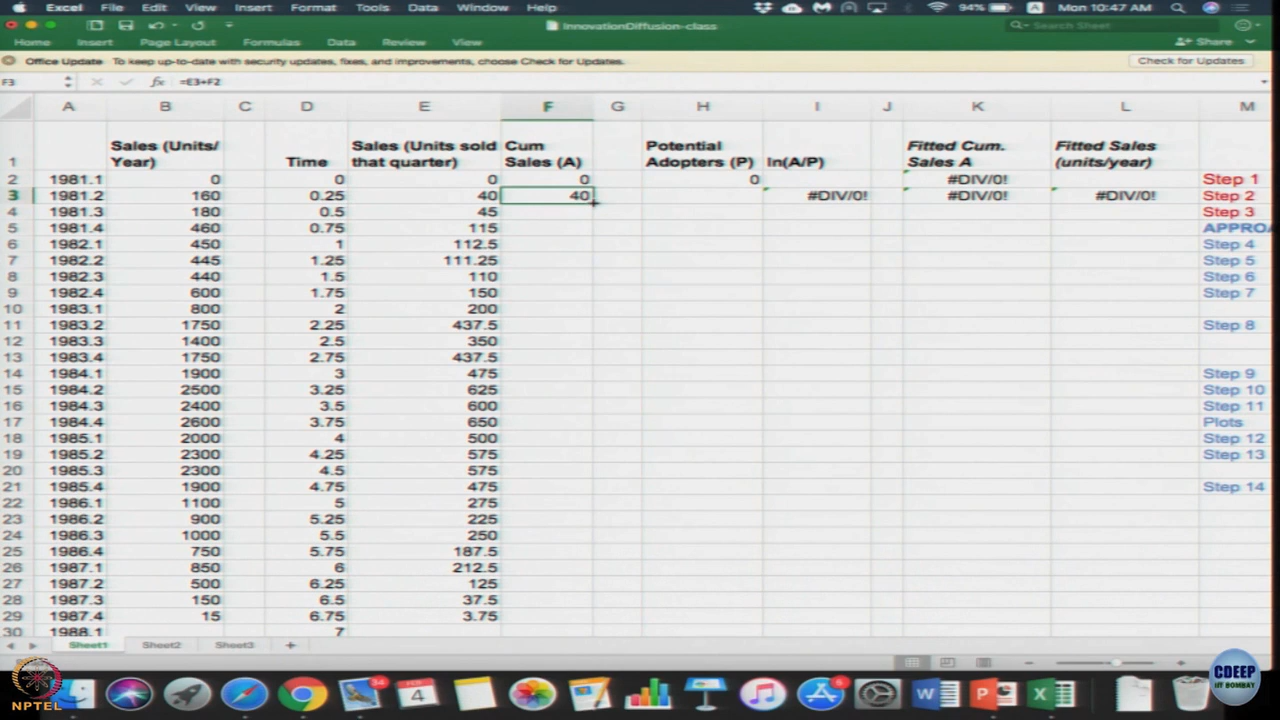 Excel File Edit View Insert Format Tools Data Window Help 94% Mon 10:47 AM
InnovationDiffusion-class Search Sheet
Home Insert Page Layout Formulas Data Review View Share
Office Update To keep up-to-date with security updates, fixes, and improvements, choose Check for Updates. Check for Updates
F3 fx =E3+F2
A B C D E F G H I J K L M
Sales (Units/ Sales (Units sold Cum Potential Fitted Cum. Fitted Sales
1 Year) Time that quarter) Sales (A) Adopters (P) ln(A/P) Sales A (units/year)
2 1981.1 0 0 0 0 0 #DIV/0! Step 1
3 1981.2 160 0.25 40 40 #DIV/0! #DIV/0! #DIV/0! Step 2
4 1981.3 180 0.5 45 Step 3
5 1981.4 460 0.75 115 APPROA
6 1982.1 450 1 112.5 Step 4
7 1982.2 445 1.25 111.25 Step 5
8 1982.3 440 1.5 110 Step 6
9 1982.4 600 1.75 150 Step 7
10 1983.1 800 2 200
11 1983.2 1750 2.25 437.5 Step 8
12 1983.3 1400 2.5 350
13 1983.4 1750 2.75 437.5
14 1984.1 1900 3 475 Step 9
15 1984.2 2500 3.25 625 Step 10
16 1984.3 2400 3.5 600 Step 11
17 1984.4 2600 3.75 650 Plots
18 1985.1 2000 4 500 Step 12
19 1985.2 2300 4.25 575 Step 13
20 1985.3 2300 4.5 575
21 1985.4 1900 4.75 475 Step 14
22 1986.1 1100 5 275
23 1986.2 900 5.25 225
24 1986.3 1000 5.5 250
25 1986.4 750 5.75 187.5
26 1987.1 850 6 212.5
27 1987.2 500 6.25 125
28 1987.3 150 6.5 37.5
29 1987.4 15 6.75 3.75
30 1988.1 7
Sheet1 Sheet2 Sheet3 +
CDEEP
IIT BOMBAY
FEB
4
NPTEL